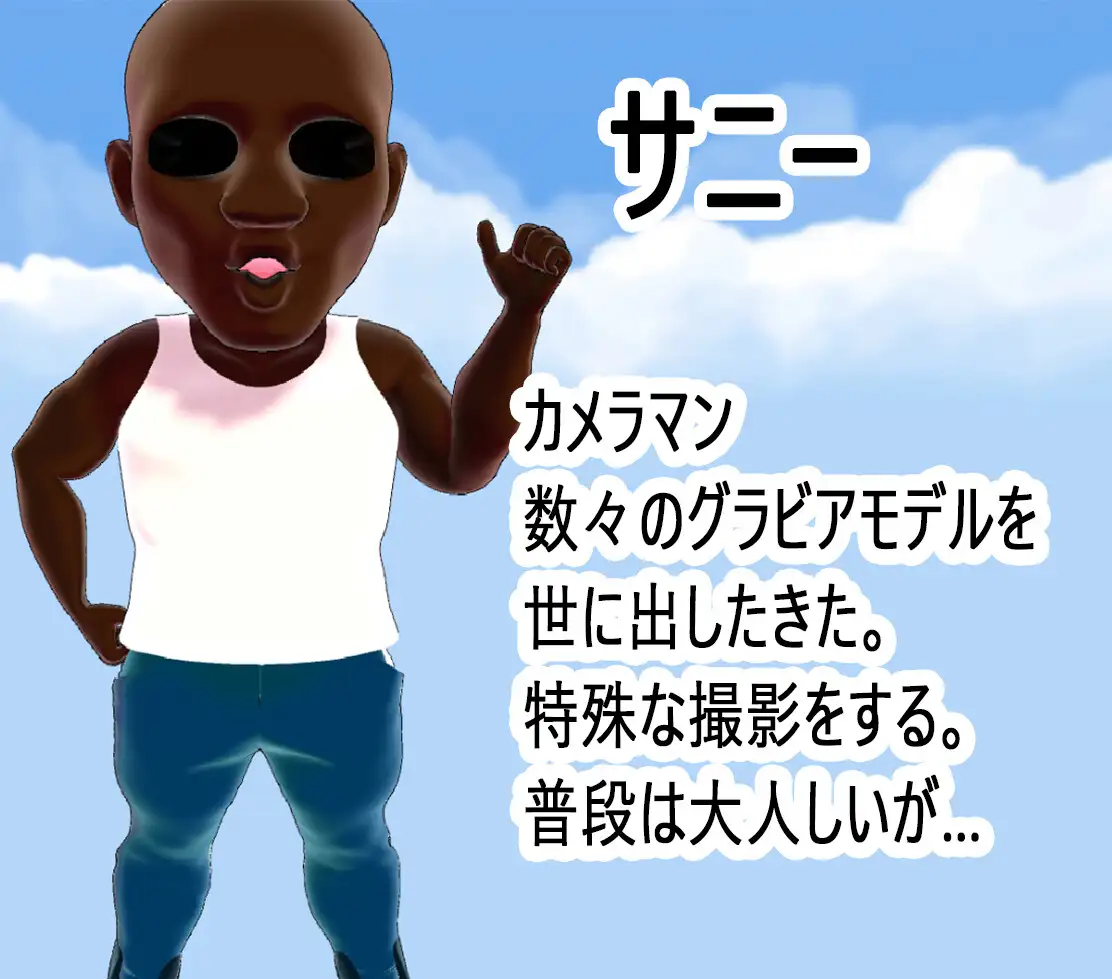 サニー
カメラマン
数々のグラビアモデルを
世に出したきた。
特殊な撮影をする。
普段は大人しいが...